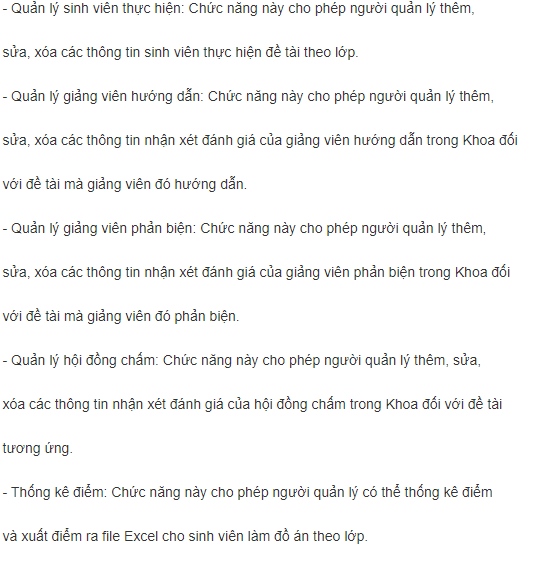 - Quản lý sinh viên thực hiện: Chức năng này cho phép người quản lý thêm,
sửa, xóa các thông tin sinh viên thực hiện đề tài theo lớp.
- Quản lý giảng viên hướng dẫn: Chức năng này cho phép người quản lý thêm,
sửa, xóa các thông tin nhận xét đánh giá của giảng viên hướng dẫn trong Khoa đối
với đề tài mà giảng viên đó hướng dẫn.
- Quản lý giảng viên phản biện: Chức năng này cho phép người quản lý thêm,
sửa, xóa các thông tin nhận xét đánh giá của giảng viên phản biện trong Khoa đối
với đề tài mà giảng viên đó phản biện.
- Quản lý hội đồng chấm: Chức năng này cho phép người quản lý thêm, sửa,
xóa các thông tin nhận xét đánh giá của hội đồng chấm trong Khoa đối với đề tài
tương ứng.
- Thống kê điểm: Chức năng này cho phép người quản lý có thể thống kê điểm
và xuất điểm ra file Excel cho sinh viên làm đồ án theo lớp.